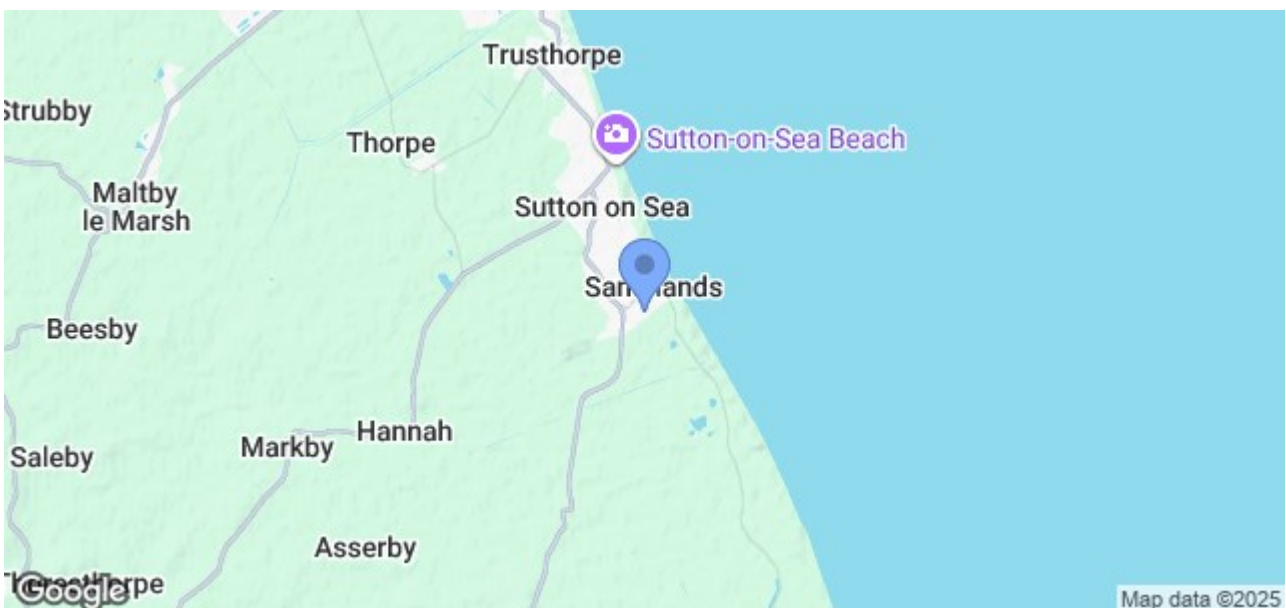 Trusthorpe
Strubby
Thorpe
Sutton-on-Sea Beach
Maltby
le Marsh
Sutton on Sea
Beesby
Hannah
Markby
Saleby
Asserby
Google
Map data ©2025